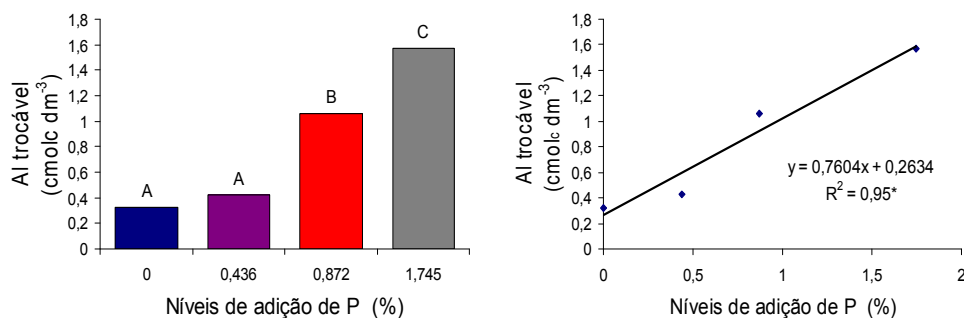 Al trocável
(cmolc dm-3)
1,8
1,6
1,4
1,2
1
0,8
0,6
0,4
0,2
0
A
A
B
C
0
0,436
0,872
1,745
Níveis de adição de P (%)
Al trocável
(cmolc dm-3)
1,8
1,6
1,4
1,2
1
0,8
0,6
0,4
0,2
0
y = 0,7604x + 0,2634
R2 = 0,95*
0
0,5
1
1,5
2
Níveis de adição de P (%)